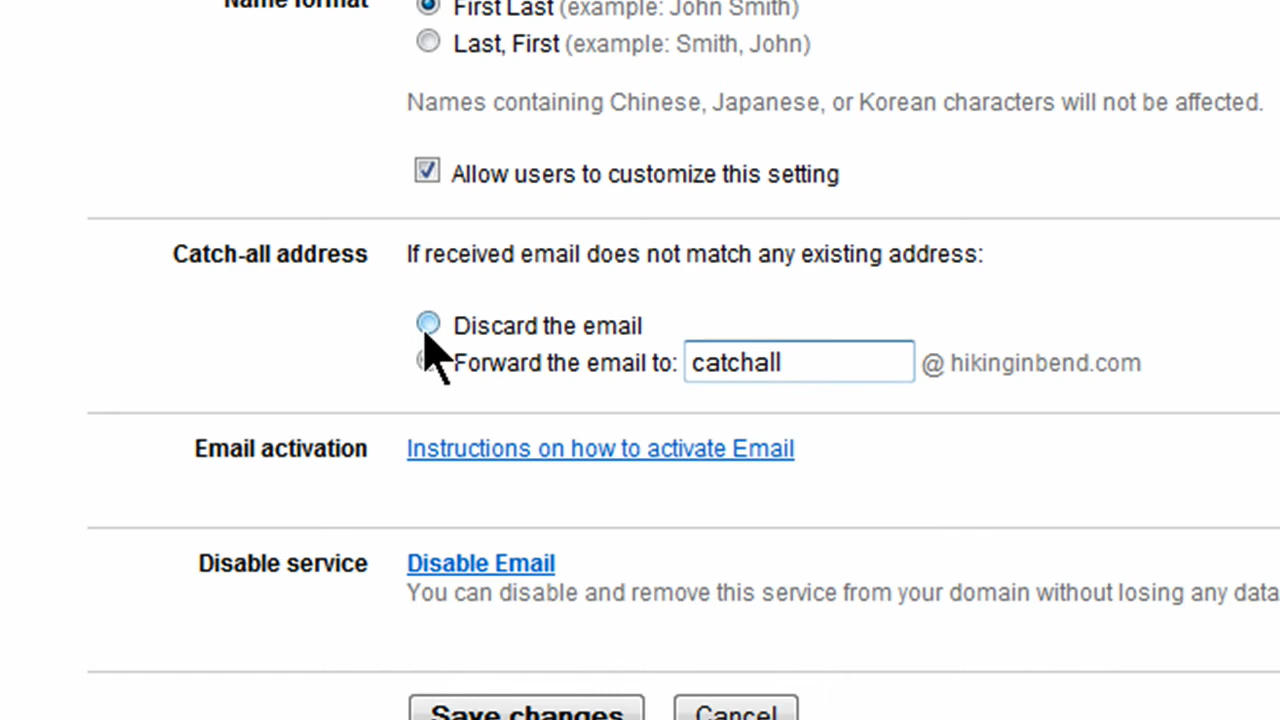 Name format
First Last (example: John Smith)
Last, First (example: Smith, John)
Names containing Chinese, Japanese, or Korean characters will not be affected.
Allow users to customize this setting
Catch-all address
If received email does not match any existing address:
Discard the email
Forward the email to: catchall @ hikinginbend.com
Email activation
Instructions on how to activate Email
Disable service
Disable Email
You can disable and remove this service from your domain without losing any data
Save changes
Cancel